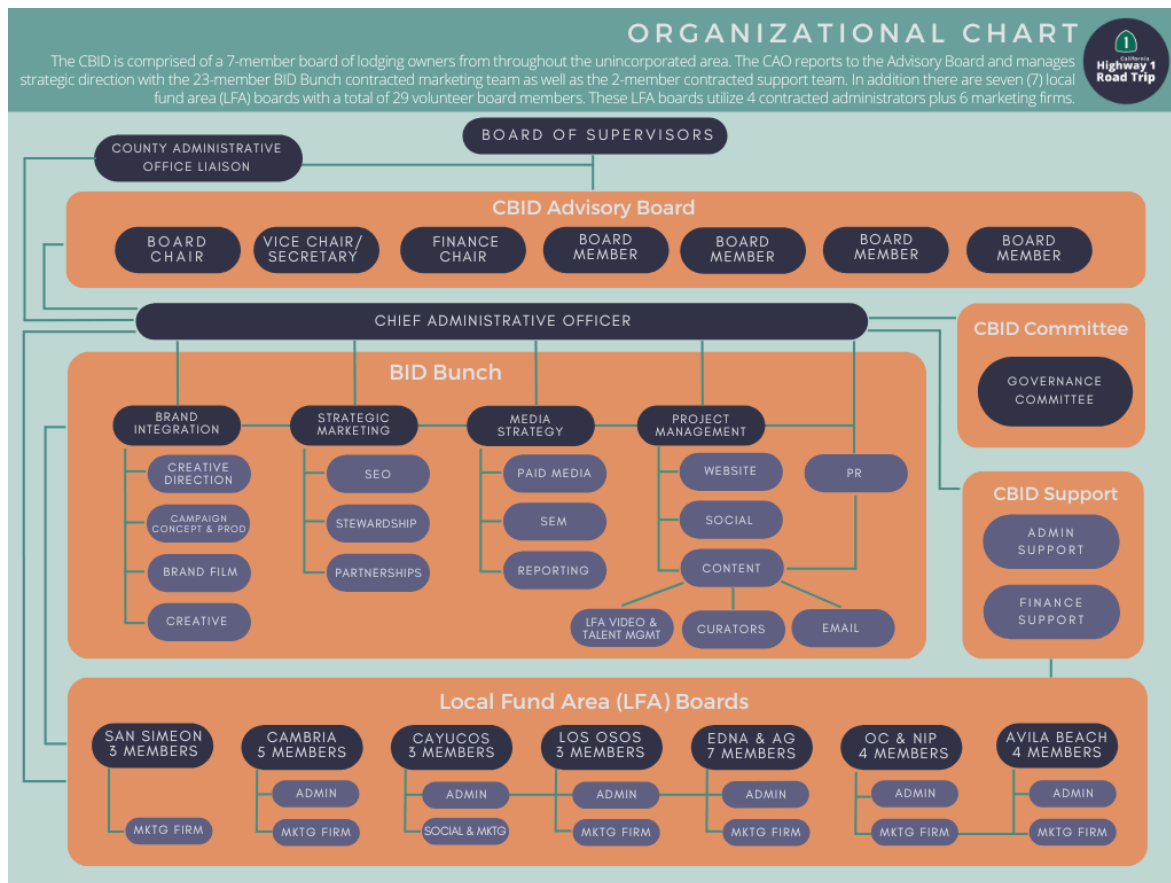 ORGANIZATIONAL CHART
The CBID is comprised of a 7-member board of lodging owners from throughout the unincorporated area. The CAO reports to the Advisory Board and manages
strategic direction with the 23-member BID Bunch contracted marketing team as well as the 2-member contracted support team. In addition there are seven (7) local
fund area (LFA) boards with a total of 29 volunteer board members. These LFA boards utilize 4 contracted administrators plus 6 marketing firms.
1
California
Highway 1
Road Trip
BOARD OF SUPERVISORS
COUNTY ADMINISTRATIVE
OFFICE LIAISON
CBID Advisory Board
BOARD
CHAIR
VICE CHAIR/
SECRETARY
FINANCE
CHAIR
BOARD
MEMBER
BOARD
MEMBER
BOARD
MEMBER
BOARD
MEMBER
CHIEF ADMINISTRATIVE OFFICER
CBID Committee
GOVERNANCE
COMMITTEE
BID Bunch
BRAND
INTEGRATION
CREATIVE
DIRECTION
CAMPAIGN
CONCEPT & PROD
BRAND FILM
CREATIVE
STRATEGIC
MARKETING
SEO
STEWARDSHIP
PARTNERSHIPS
MEDIA
STRATEGY
PAID MEDIA
SEM
REPORTING
PROJECT
MANAGEMENT
WEBSITE
SOCIAL
CONTENT
PR
LFA VIDEO &
TALENT MGMT
CURATORS
EMAIL
CBID Support
ADMIN
SUPPORT
FINANCE
SUPPORT
Local Fund Area (LFA) Boards
SAN SIMEON
3 MEMBERS
MKTG FIRM
CAMBRIA
5 MEMBERS
ADMIN
MKTG FIRM
CAYUCOS
3 MEMBERS
ADMIN
SOCIAL & MKTG
LOS OSOS
3 MEMBERS
ADMIN
MKTG FIRM
EDNA & AG
7 MEMBERS
ADMIN
MKTG FIRM
OC & NIP
4 MEMBERS
ADMIN
MKTG FIRM
AVILA BEACH
4 MEMBERS
ADMIN
MKTG FIRM